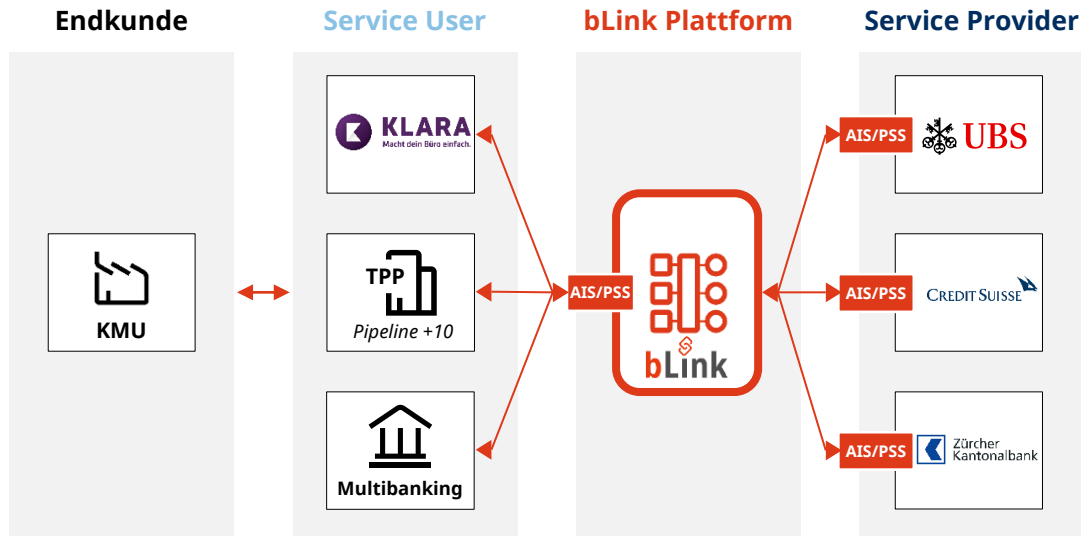 Endkunde
Service User
bLink Plattform
Service Provider
KMU
KLARA
Macht dein Büro einfach.
TPP
Pipeline +10
Multibanking
AIS/PSS
bLink
AIS/PSS
UBS
AIS/PSS
CREDIT SUISSE
AIS/PSS
Zürcher
Kantonalbank